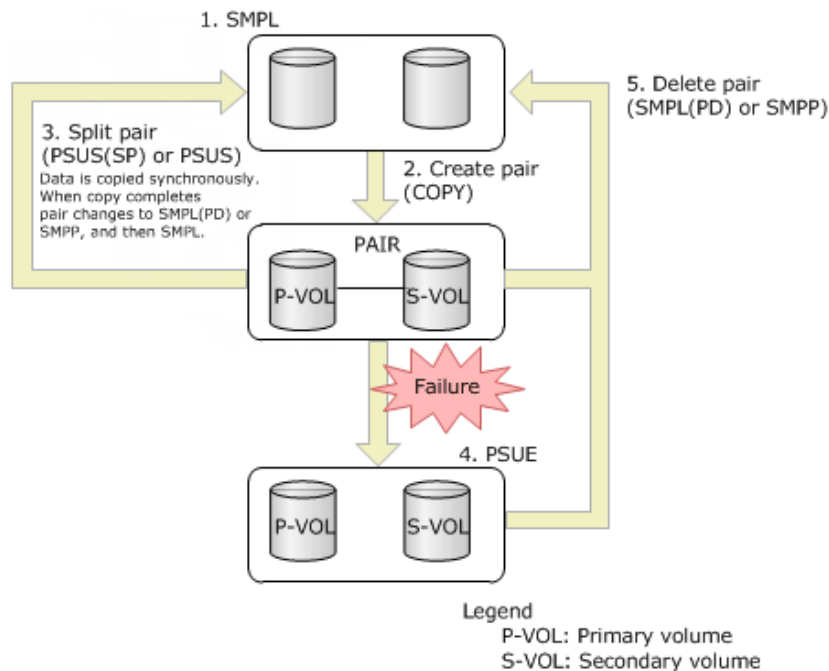 1. SMPL
5. Delete pair
(SMPL(PD) or SMPP)
3. Split pair
(PSUS(SP) or PSUS)
Data is copied synchronously.
When copy completes
pair changes to SMPL(PD) or
SMPP, and then SMPL.
2. Create pair
(COPY)
PAIR
P-VOL
S-VOL
Failure
4. PSUE
P-VOL
S-VOL
Legend
P-VOL: Primary volume
S-VOL: Secondary volume